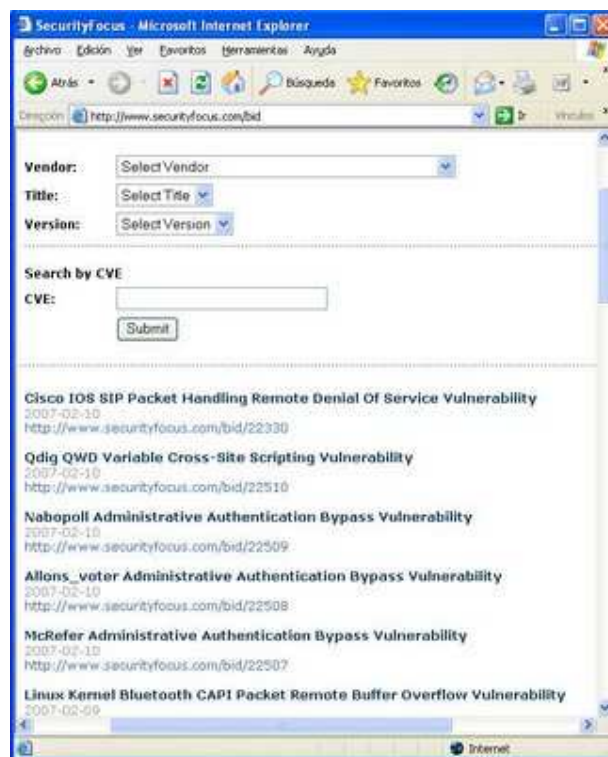 SecurityFocus - Microsoft Internet Explorer
Archivo Edición Ver Favoritos Herramientas Ayuda
Atrás Búsqueda Favoritos
Dirección http://www.securityfocus.com/bid Ir Vínculos
Vendor: Select Vendor
Title: Select Title
Version: Select Version
Search by CVE
CVE:
Submit
Cisco IOS SIP Packet Handling Remote Denial Of Service Vulnerability
2007-02-10
http://www.securityfocus.com/bid/22330
Qdig QWD Variable Cross-Site Scripting Vulnerability
2007-02-10
http://www.securityfocus.com/bid/22510
Nabopoll Administrative Authentication Bypass Vulnerability
2007-02-10
http://www.securityfocus.com/bid/22509
Allons_voter Administrative Authentication Bypass Vulnerability
2007-02-10
http://www.securityfocus.com/bid/22508
McRefer Administrative Authentication Bypass Vulnerability
2007-02-10
http://www.securityfocus.com/bid/22507
Linux Kernel Bluetooth CAPI Packet Remote Buffer Overflow Vulnerability
2007-02-09
Internet